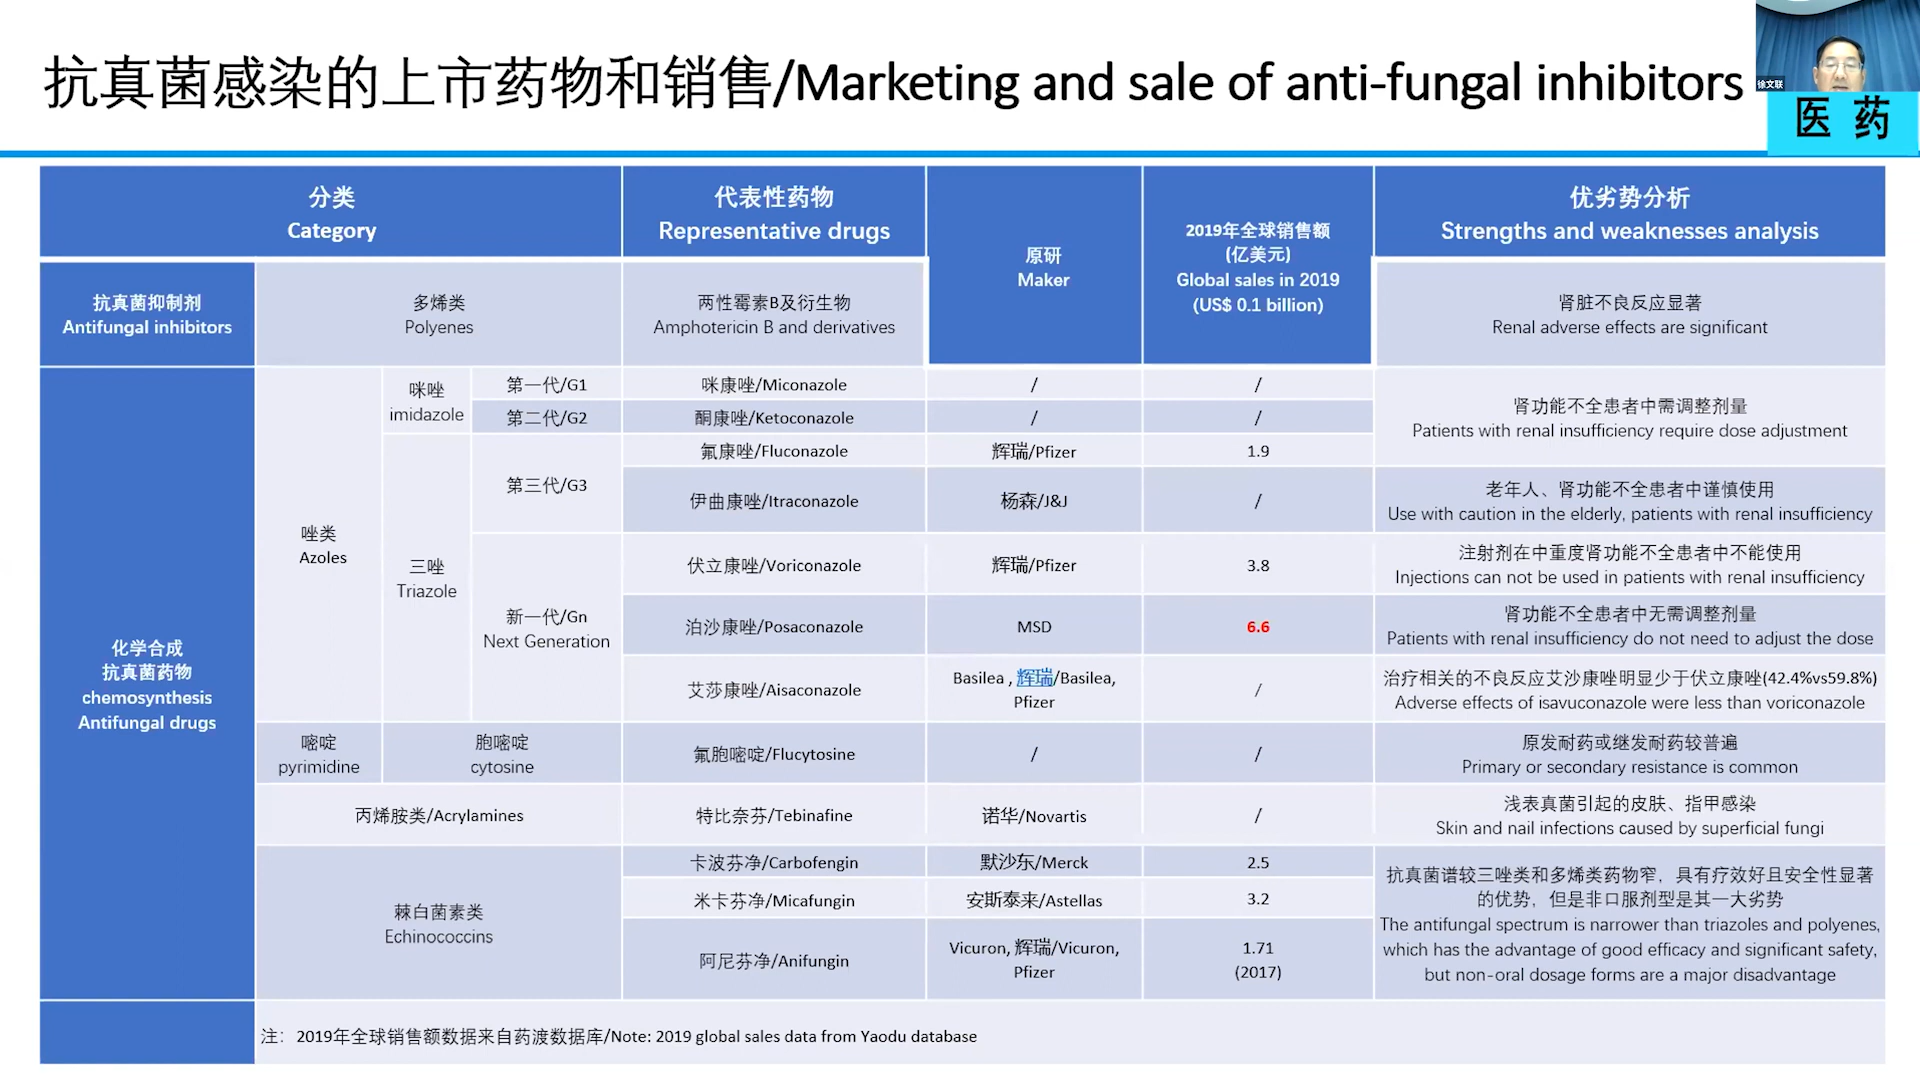 抗真菌感染的上市药物和销售/Marketing and sale of anti-fungal inhibitors
徐文联
医 药
分类
Category
代表性药物
Representative drugs
原研
Maker
2019年全球销售额
(亿美元)
Global sales in 2019
(US$ 0.1 billion)
优劣势分析
Strengths and weaknesses analysis
抗真菌抑制剂
Antifungal inhibitors
多烯类
Polyenes
两性霉素B及衍生物
Amphotericin B and derivatives
肾脏不良反应显著
Renal adverse effects are significant
化学合成
抗真菌药物
chemosynthesis
Antifungal drugs
唑类
Azoles
咪唑
imidazole
第一代/G1
咪康唑/Miconazole
/
/
肾功能不全患者中需调整剂量
Patients with renal insufficiency require dose adjustment
第二代/G2
酮康唑/Ketoconazole
/
/
三唑
Triazole
第三代/G3
氟康唑/Fluconazole
辉瑞/Pfizer
1.9
伊曲康唑/Itraconazole
杨森/J&J
/
老年人、肾功能不全患者中谨慎使用
Use with caution in the elderly, patients with renal insufficiency
新一代/Gn
Next Generation
伏立康唑/Voriconazole
辉瑞/Pfizer
3.8
注射剂在中重度肾功能不全患者中不能使用
Injections can not be used in patients with renal insufficiency
泊沙康唑/Posaconazole
MSD
6.6
肾功能不全患者中无需调整剂量
Patients with renal insufficiency do not need to adjust the dose
艾莎康唑/Aisaconazole
Basilea , 辉瑞/Basilea,
Pfizer
/
治疗相关的不良反应艾沙康唑明显少于伏立康唑(42.4%vs59.8%)
Adverse effects of isavuconazole were less than voriconazole
嘧啶
pyrimidine
胞嘧啶
cytosine
氟胞嘧啶/Flucytosine
/
/
原发耐药或继发耐药较普遍
Primary or secondary resistance is common
丙烯胺类/Acrylamines
特比奈芬/Tebinafine
诺华/Novartis
/
浅表真菌引起的皮肤、指甲感染
Skin and nail infections caused by superficial fungi
棘白菌素类
Echinococcins
卡波芬净/Carbofengin
默沙东/Merck
2.5
米卡芬净/Micafungin
安斯泰来/Astellas
3.2
阿尼芬净/Anifungin
Vicuron, 辉瑞/Vicuron,
Pfizer
1.71
(2017)
抗真菌谱较三唑类和多烯类药物窄，具有疗效好且安全性显著
的优势，但是非口服剂型是其一大劣势
The antifungal spectrum is narrower than triazoles and polyenes,
which has the advantage of good efficacy and significant safety,
but non-oral dosage forms are a major disadvantage
注：2019年全球销售额数据来自药渡数据库/Note: 2019 global sales data from Yaodu database